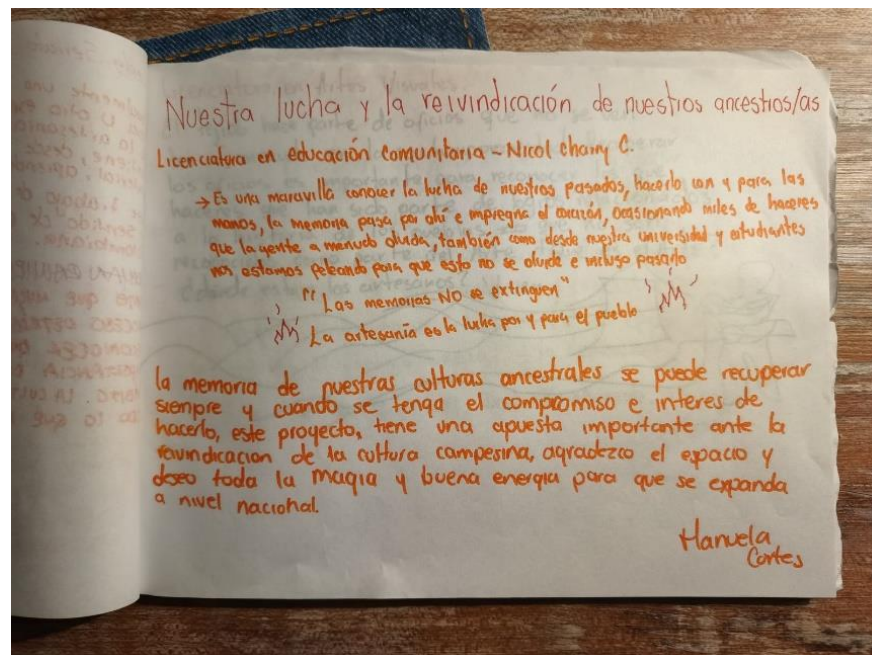 Nuestra lucha y la reivindicación de nuestros ancestros/as
Licenciatura en educación Comunitaria ~ Nicol chairy C.
→ Es una maravilla conocer la lucha de nuestros pasados, hacerlo con y para las
manos, la memoria pasa por ahí e impregna el corazón, ocasionando miles de haceres
que la gente a menudo olvida, también como desde nuestra universidad y estudiantes
nos estamos peleando para que esto no se olvide e incluso pasarlo
"Las memorias NO se extinguen"
La artesanía es la lucha por y para el pueblo
la memoria de nuestras culturas ancestrales se puede recuperar
siempre y cuando se tenga el compromiso e interes de
hacerlo, este proyecto, tiene una apuesta importante ante la
reivindicacion de la cultura campesina, agradezco el espacio y
deseo toda la magia y buena energia para que se expanda
a nivel nacional.
Manuela
Cortes